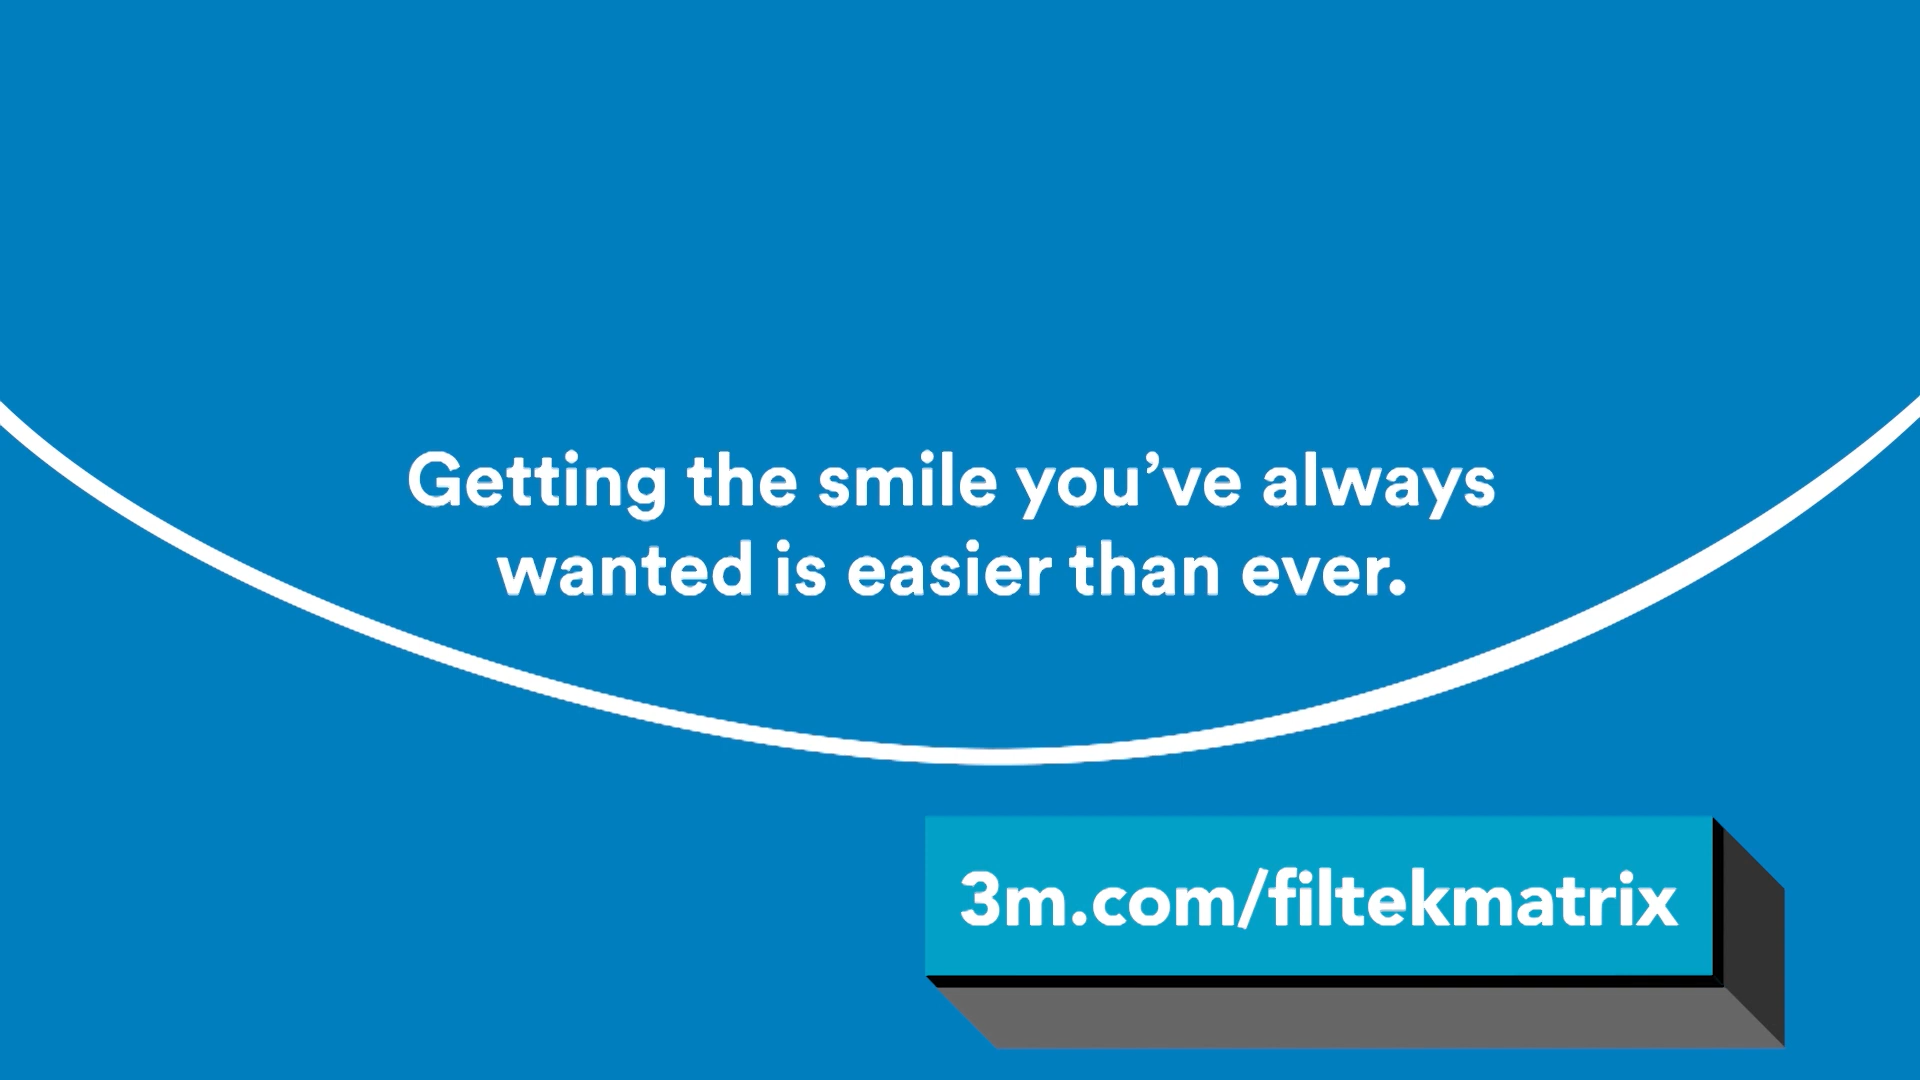 Getting the smile you’ve always
wanted is easier than ever.
3m.com/filtekmatrix